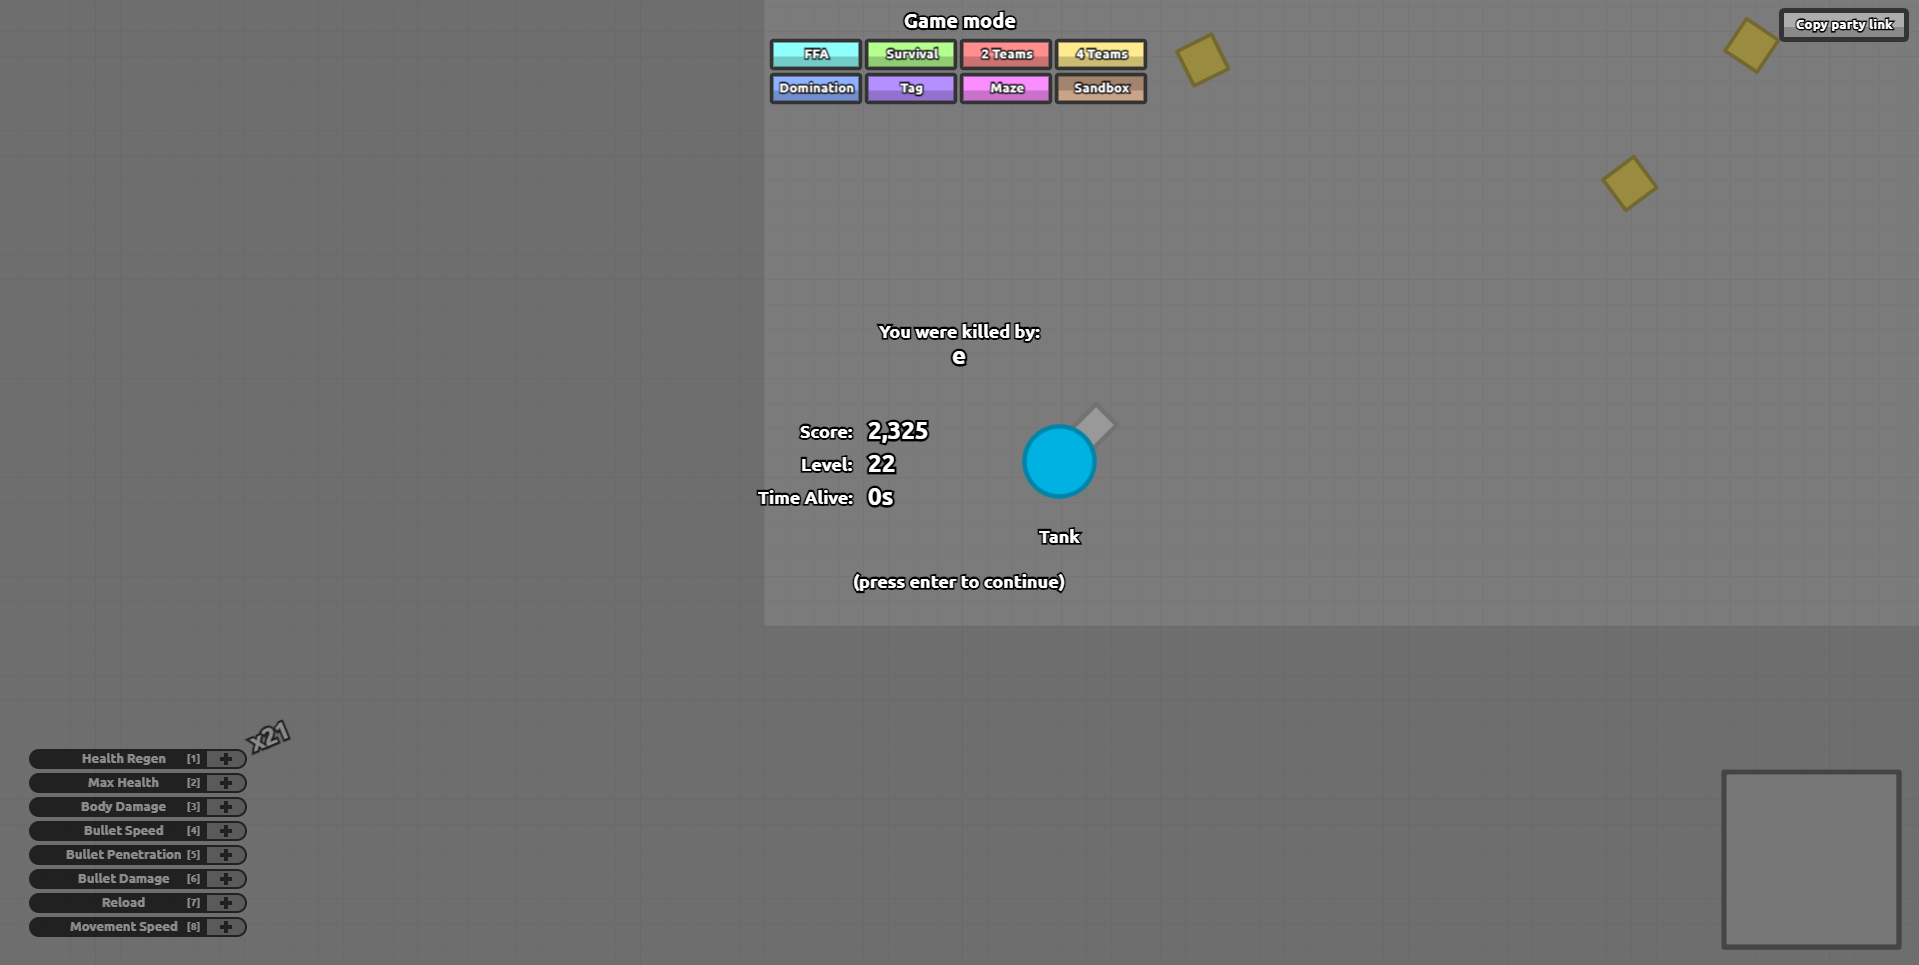 Game mode
FFA Survival 2 Teams 4 Teams
Domination Tag Maze Sandbox
Copy party link
You were killed by:
e
Score: 2,325
Level: 22
Time Alive: 0s
Tank
(press enter to continue)
x21
Health Regen [1]
Max Health [2]
Body Damage [3]
Bullet Speed [4]
Bullet Penetration [5]
Bullet Damage [6]
Reload [7]
Movement Speed [8]